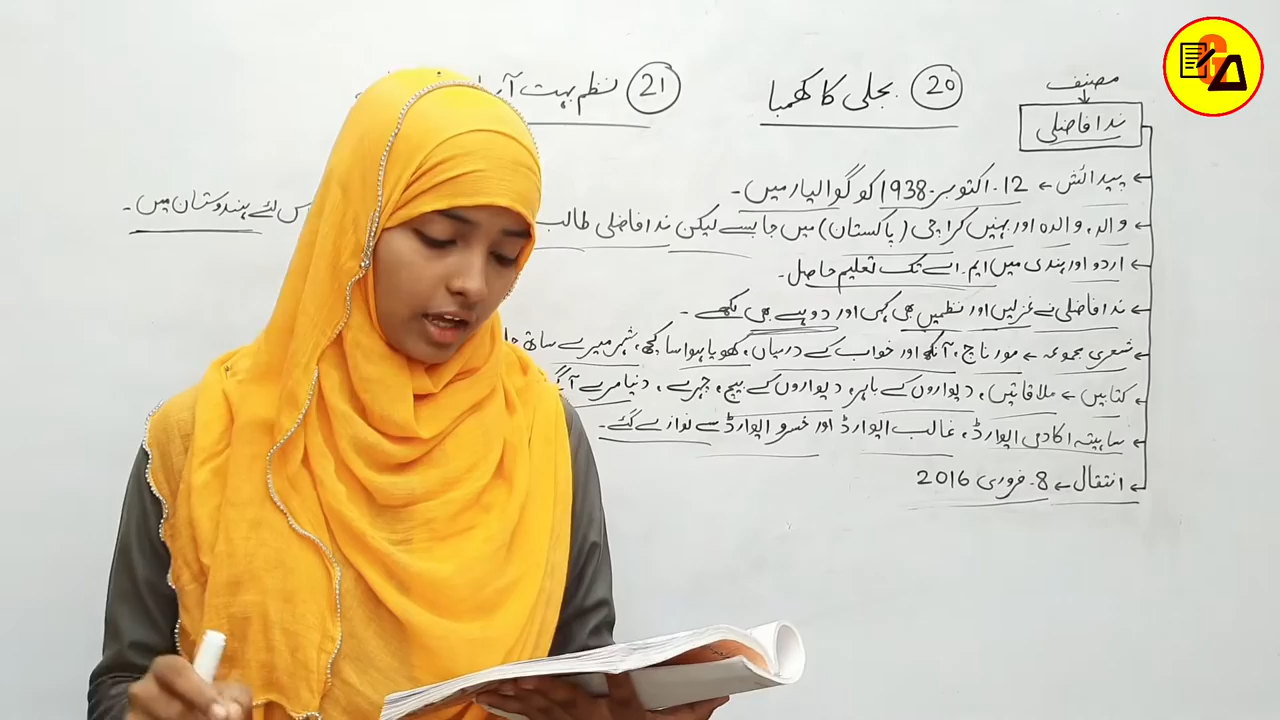 مصنف
ندا فاضلی
20 بجلی کا کھمبا
21 نظم بہت
پیدائش ← 12.اکتوبر 1938 کو گوالیار میں۔
والد، والدہ اور بہنیں کراچی (پاکستان) میں جا بسے لیکن ندا فاضلی طالب
لئے ہندوستان میں۔
اردو اور ہندی میں ایم۔اے تک تعلیم حاصل۔
ندا فاضلی نے غزلیں اور نظمیں بھی کہیں اور دوہے بھی لکھے۔
شعری مجموعہ ← مور ناچ، آنکھ اور خواب کے درمیاں، کھویا ہوا سا کچھ، شہر میرے ساتھ
کتابیں ← ملاقاتیں، دیواروں کے باہر، دیواروں کے بیچ، چہرے، دنیا مرے
ساہیتہ اکادمی ایوارڈ، غالب ایوارڈ اور خسرو ایوارڈ سے نوازے گئے۔
انتقال ← 8.فروری 2016